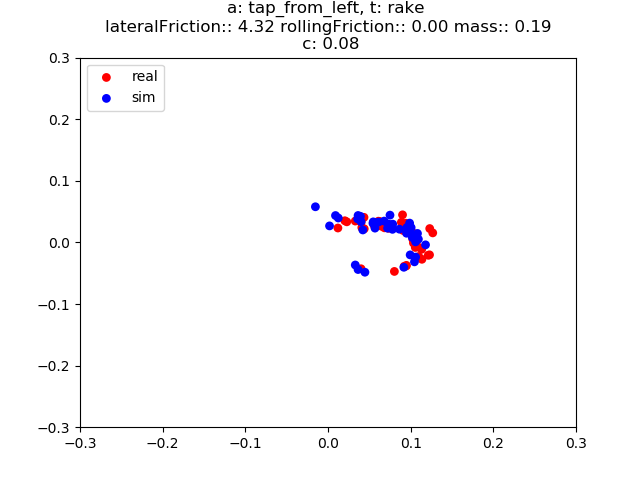 a: tap_from_left, t: rake
lateralFriction:: 4.32 rollingFriction:: 0.00 mass:: 0.19
c: 0.08
0.3
real
sim
0.2
0.1
0.0
−0.1
−0.2
−0.3
−0.3 −0.2 −0.1 0.0 0.1 0.2 0.3